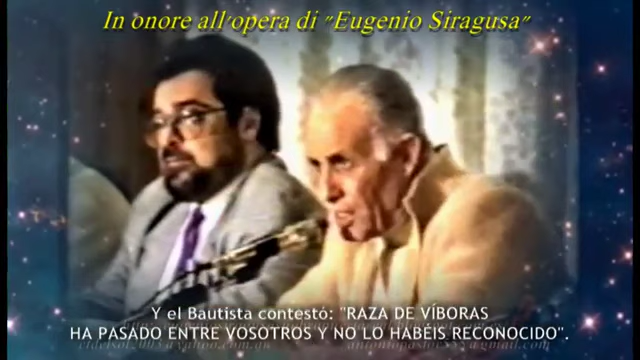 In onore all'opera di "Eugenio Siragusa"
Y el Bautista contestó: "RAZA DE VÍBORAS
HA PASADO ENTRE VOSOTROS Y NO LO HABÉIS RECONOCIDO".